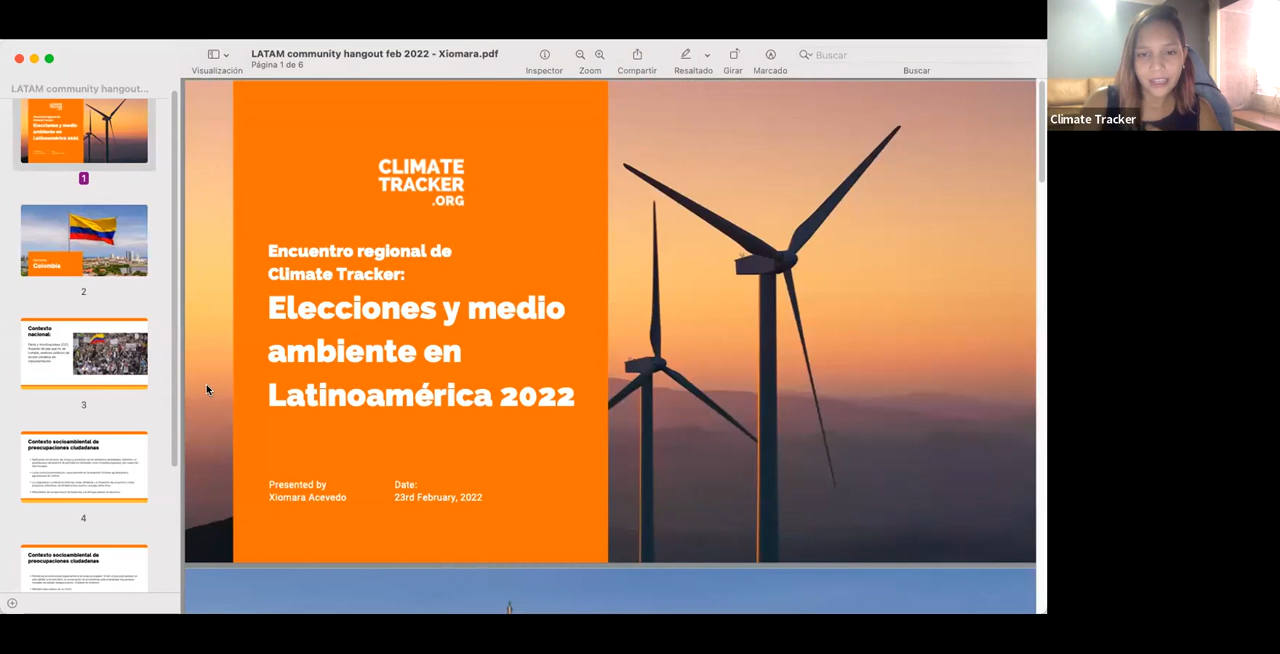 LATAM community hangout feb 2022 - Xiomara.pdf
Página 1 de 6
Visualización
Inspector
Zoom
Compartir
Resaltado
Girar
Marcado
Buscar
Buscar
LATAM community hangout...
1
Colombia
2
Contexto
nacional:
3
Contexto socioambiental de
preocupaciones ciudadanas
4
Contexto socioambiental de
preocupaciones ciudadanas
CLIMATE
TRACKER
.ORG
Encuentro regional de
Climate Tracker:
Elecciones y medio
ambiente en
Latinoamérica 2022
Presented by
Xiomara Acevedo
Date:
23rd February, 2022
Climate Tracker